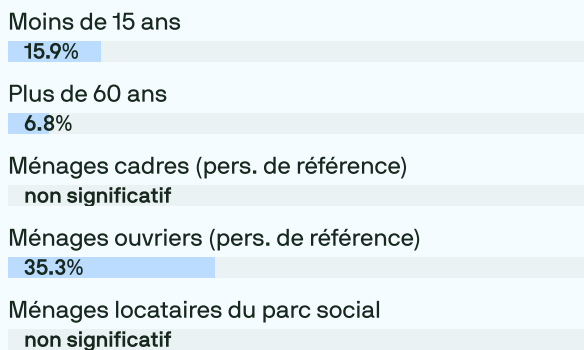 Moins de 15 ans
15.9%
Plus de 60 ans
6.8%
Ménages cadres (pers. de référence)
non significatif
Ménages ouvriers (pers. de référence)
35.3%
Ménages locataires du parc social
non significatif